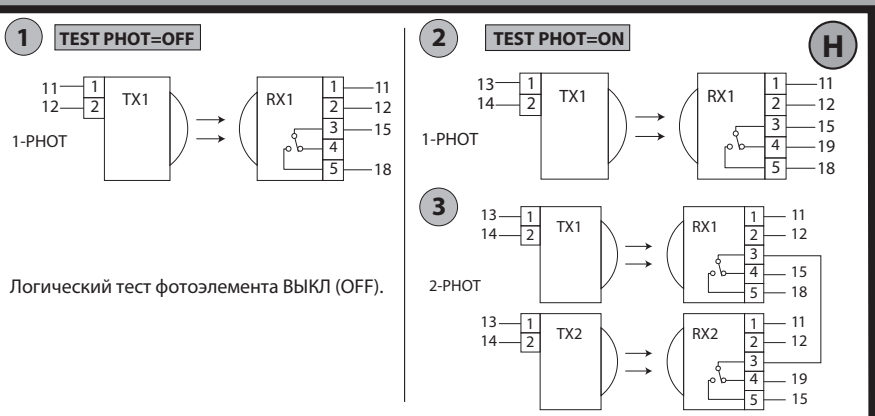 1 TEST PHOT=OFF
11 1 TX1 RX1 1 11
12 2 2 12
1-PHOT 3 15
4
5 18
Логический тест фотоэлемента ВЫКЛ (OFF).
2 TEST PHOT=ON H
13 1 TX1 RX1 1 11
14 2 2 12
1-PHOT 3 15
4 19
5 18
3
13 1 TX1 RX1 1 11
14 2 2 12
3
2-PHOT 4 15
5 18
13 1 TX2 RX2 1 11
14 2 2 12
3
4 19
5 15